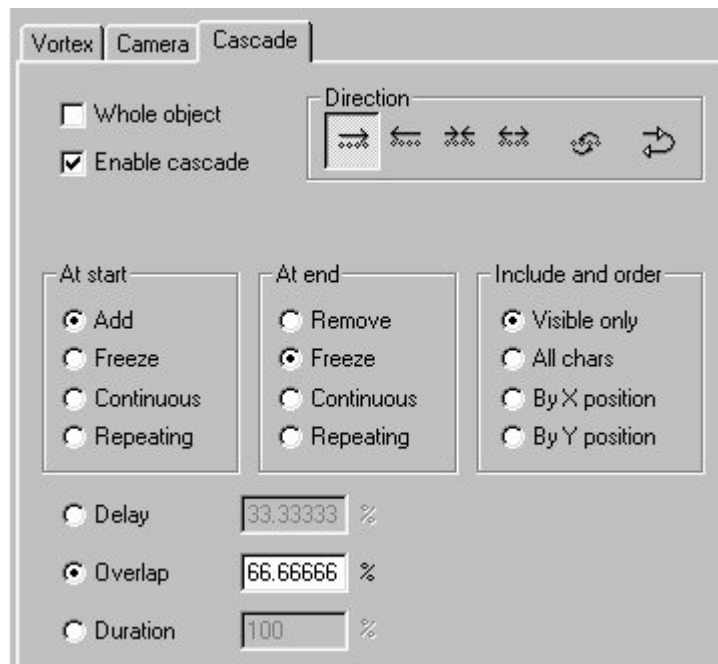 Vortex Camera Cascade
Whole object
Enable cascade
Direction
At start
Add
Freeze
Continuous
Repeating
At end
Remove
Freeze
Continuous
Repeating
Include and order
Visible only
All chars
By X position
By Y position
Delay 33.33333 %
Overlap 66.66666 %
Duration 100 %